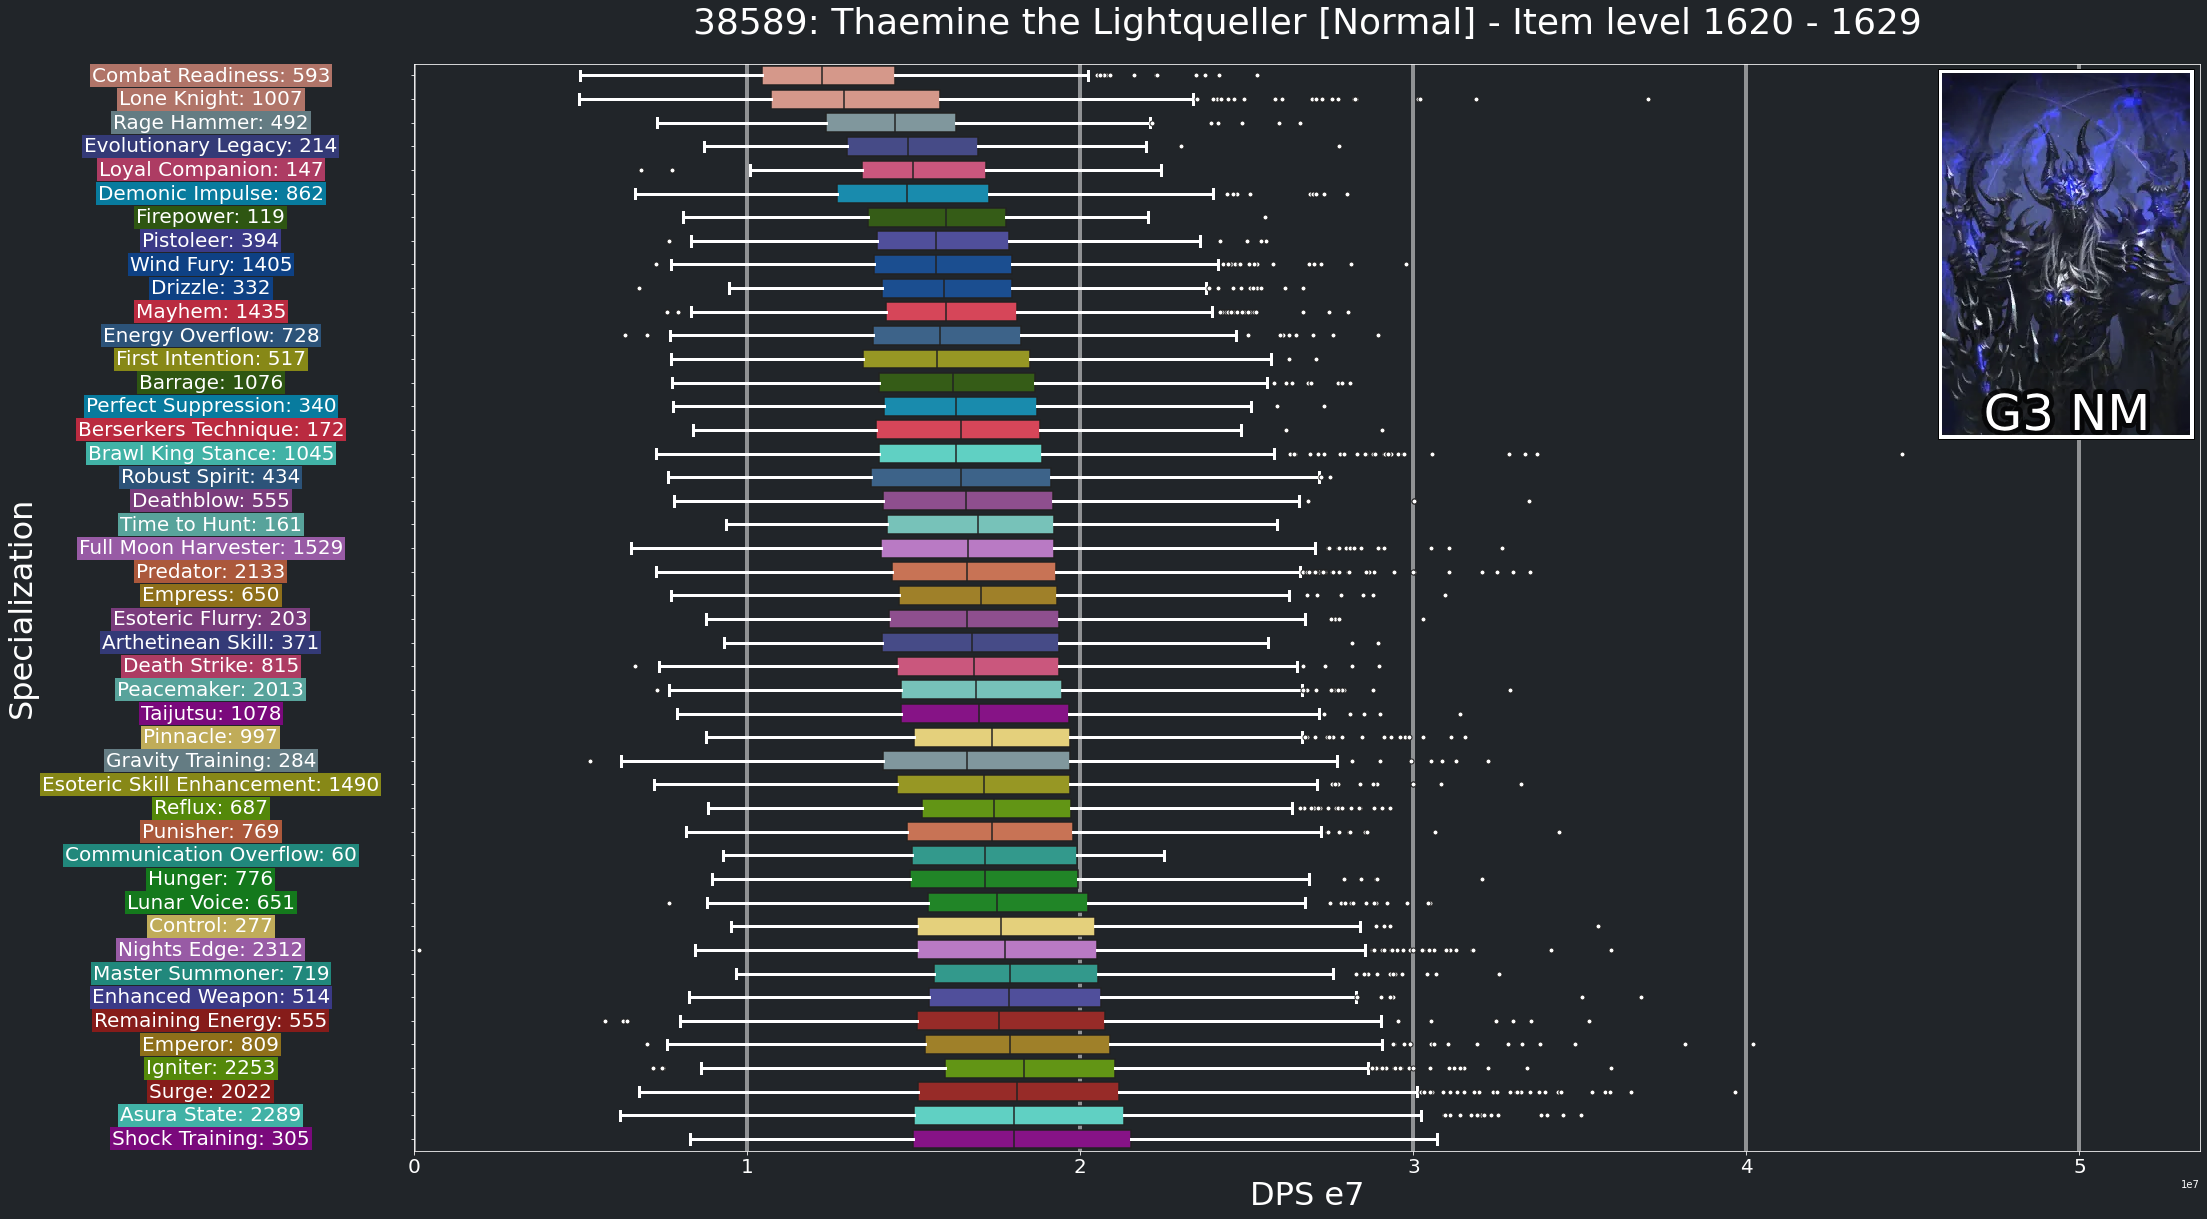 38589: Thaemine the Lightqueller [Normal] - Item level 1620 - 1629
Combat Readiness: 593
Lone Knight: 1007
Rage Hammer: 492
Evolutionary Legacy: 214
Loyal Companion: 147
Demonic Impulse: 862
Firepower: 119
Pistoleer: 394
Wind Fury: 1405
Drizzle: 332
Mayhem: 1435
Energy Overflow: 728
First Intention: 517
Barrage: 1076
Perfect Suppression: 340
Berserkers Technique: 172
Brawl King Stance: 1045
Robust Spirit: 434
Deathblow: 555
Time to Hunt: 161
Full Moon Harvester: 1529
Predator: 2133
Empress: 650
Esoteric Flurry: 203
Arthetinean Skill: 371
Death Strike: 815
Peacemaker: 2013
Taijutsu: 1078
Pinnacle: 997
Gravity Training: 284
Esoteric Skill Enhancement: 1490
Reflux: 687
Punisher: 769
Communication Overflow: 60
Hunger: 776
Lunar Voice: 651
Control: 277
Nights Edge: 2312
Master Summoner: 719
Enhanced Weapon: 514
Remaining Energy: 555
Emperor: 809
Igniter: 2253
Surge: 2022
Asura State: 2289
Shock Training: 305
Specialization
G3 NM
0 1 2 3 4 5
1e7
DPS e7